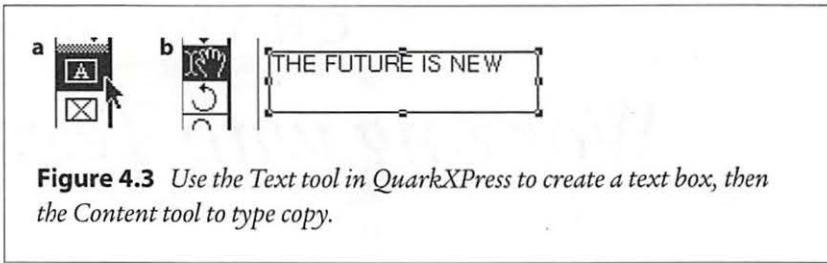 a
A
b
THE FUTURE IS NEW
Figure 4.3 Use the Text tool in QuarkXPress to create a text box, then
the Content tool to type copy.